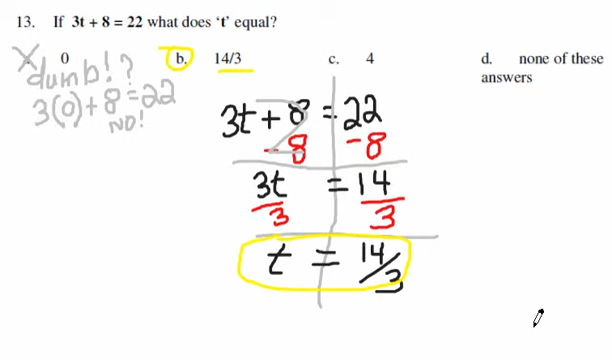 13. If 3t + 8 = 22 what does ‘t’ equal?
X 0 b. 14/3 c. 4 d. none of these
answers
dumb!?
3(0)+8=22
NO!
3t + 8 = 22
-8 -8
3t = 14
3 3
t = 14/3